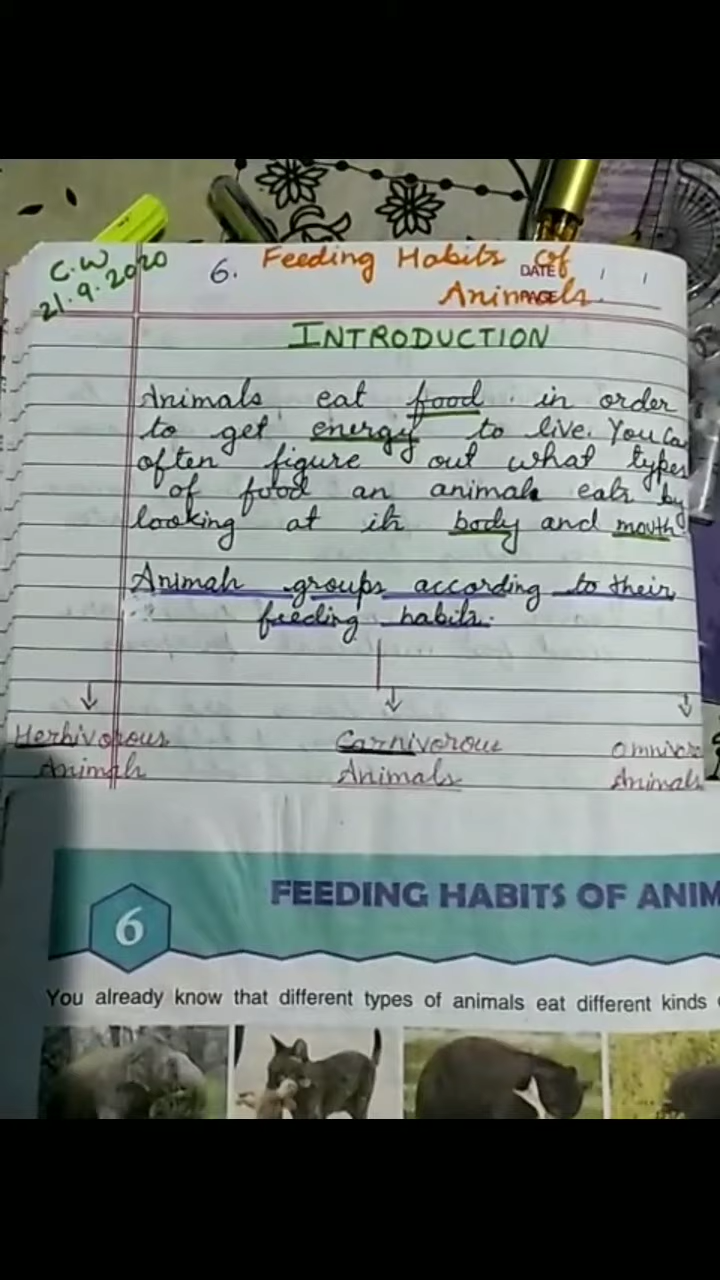 C.W
21.9.2020
6. Feeding Habits of
DATE / /
Animals.
PAGE
INTRODUCTION
Animals eat food in order
to get energy to live. You Ca
often figure out what types
of food an animal eats by
looking at its body and mouth.
Animals groups according to their
feeding habits.
Herbivorous Carnivorous Omnivoro
Animals Animals Animals
6
FEEDING HABITS OF ANIM
You already know that different types of animals eat different kinds